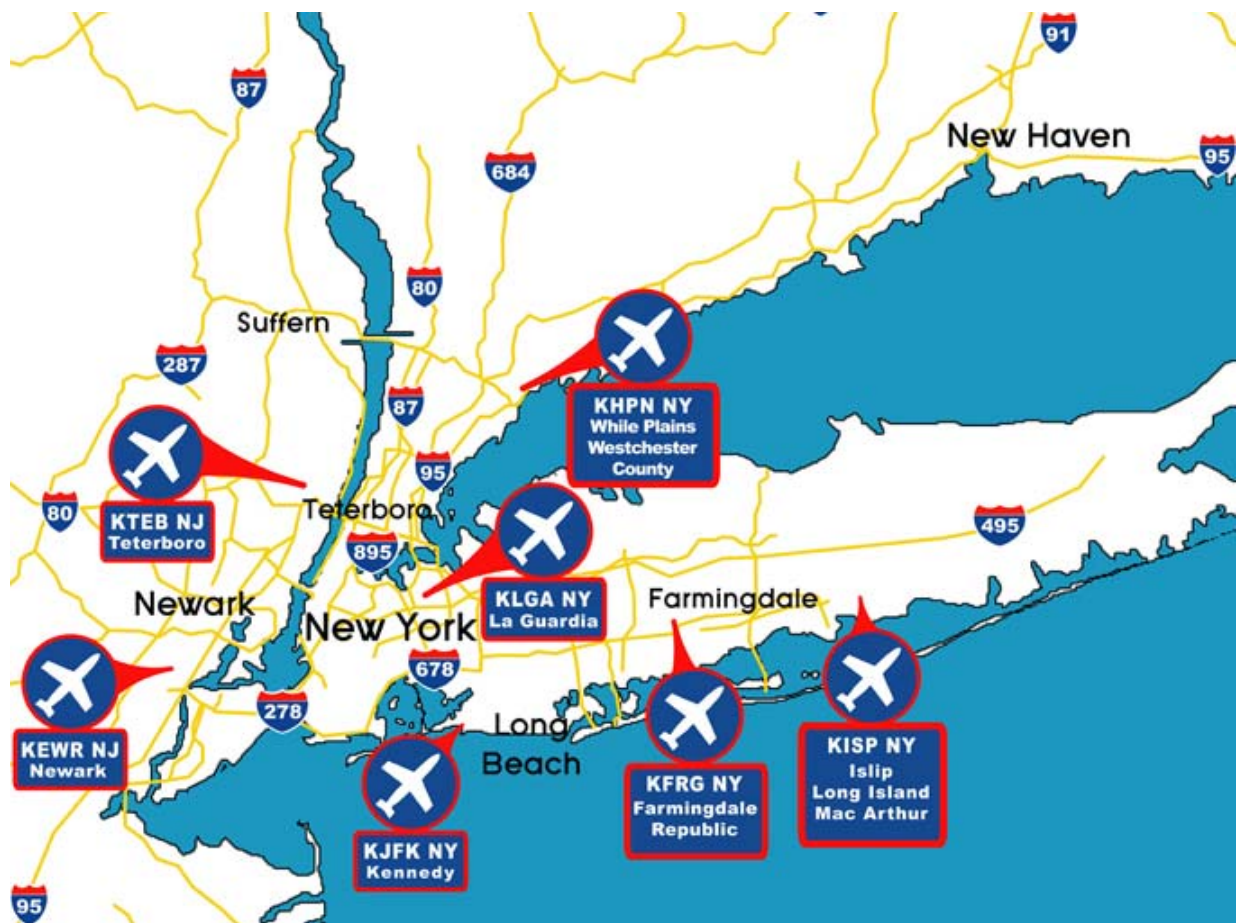 91
87
New Haven
95
684
80
Suffern
287
87
KHPN NY
While Plains
Westchester
County
95
80
KTEB NJ
Teterboro
Teterboro
895
495
KLGA NY
La Guardia
Newark
Farmingdale
New York
678
278
KEWR NJ
Newark
Long
Beach
KISP NY
Islip
Long Island
Mac Arthur
KFRG NY
Farmingdale
Republic
KJFK NY
Kennedy
95